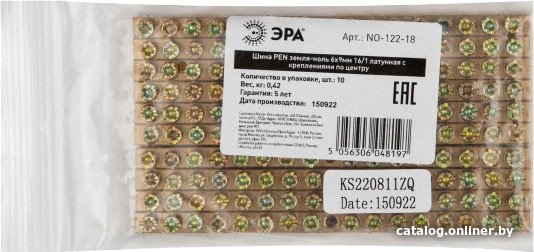 ЭРА
Арт.: NO-122-18
Шина PEN земля-ноль 6x9мм 16/1 латунная с
креплениями по центру
Количество в упаковке, шт.: 10
Вес, кг: 0,42
Гарантия: 5 лет
Дата производства: 150922
EAC
5 056306 048197
KS220811ZQ
Date:150922
catalog.onliner.by